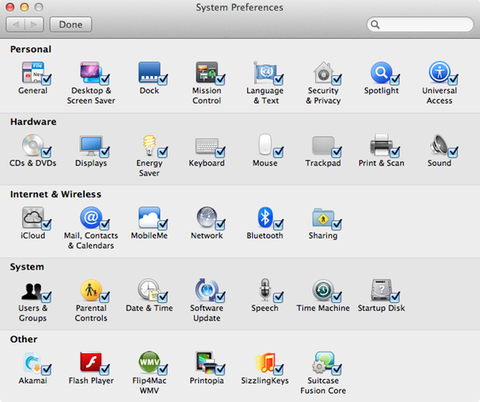 System Preferences
Done
Personal
General
Desktop &
Screen Saver
Dock
Mission
Control
Language
& Text
Security
& Privacy
Spotlight
Universal
Access
Hardware
CDs & DVDs
Displays
Energy
Saver
Keyboard
Mouse
Trackpad
Print & Scan
Sound
Internet & Wireless
iCloud
Mail, Contacts
& Calendars
MobileMe
Network
Bluetooth
Sharing
System
Users &
Groups
Parental
Controls
Date & Time
Software
Update
Speech
Time Machine
Startup Disk
Other
WMV
Akamai
Flash Player
Flip4Mac
WMV
Printopia
SizzlingKeys
Suitcase
Fusion Core